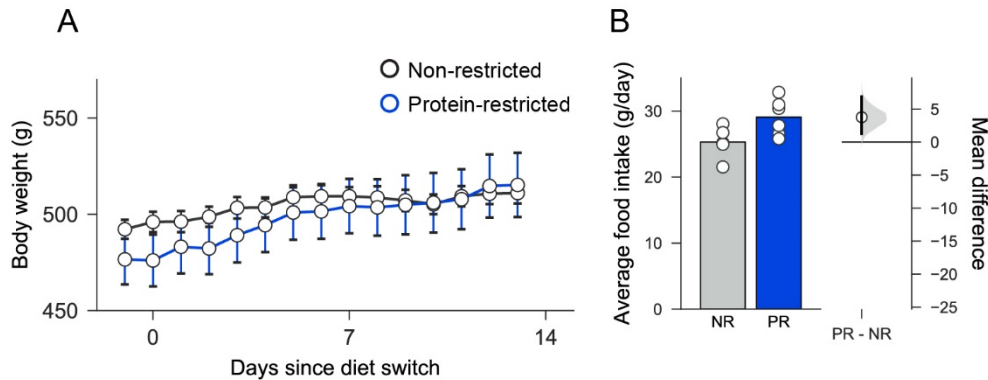 A
Body weight (g)
550
500
450
Non-restricted
Protein-restricted
0
7
14
Days since diet switch
B
Average food intake (g/day)
30
20
10
0
NR
PR
PR - NR
5
0
−5
−10
−15
−20
−25
Mean difference